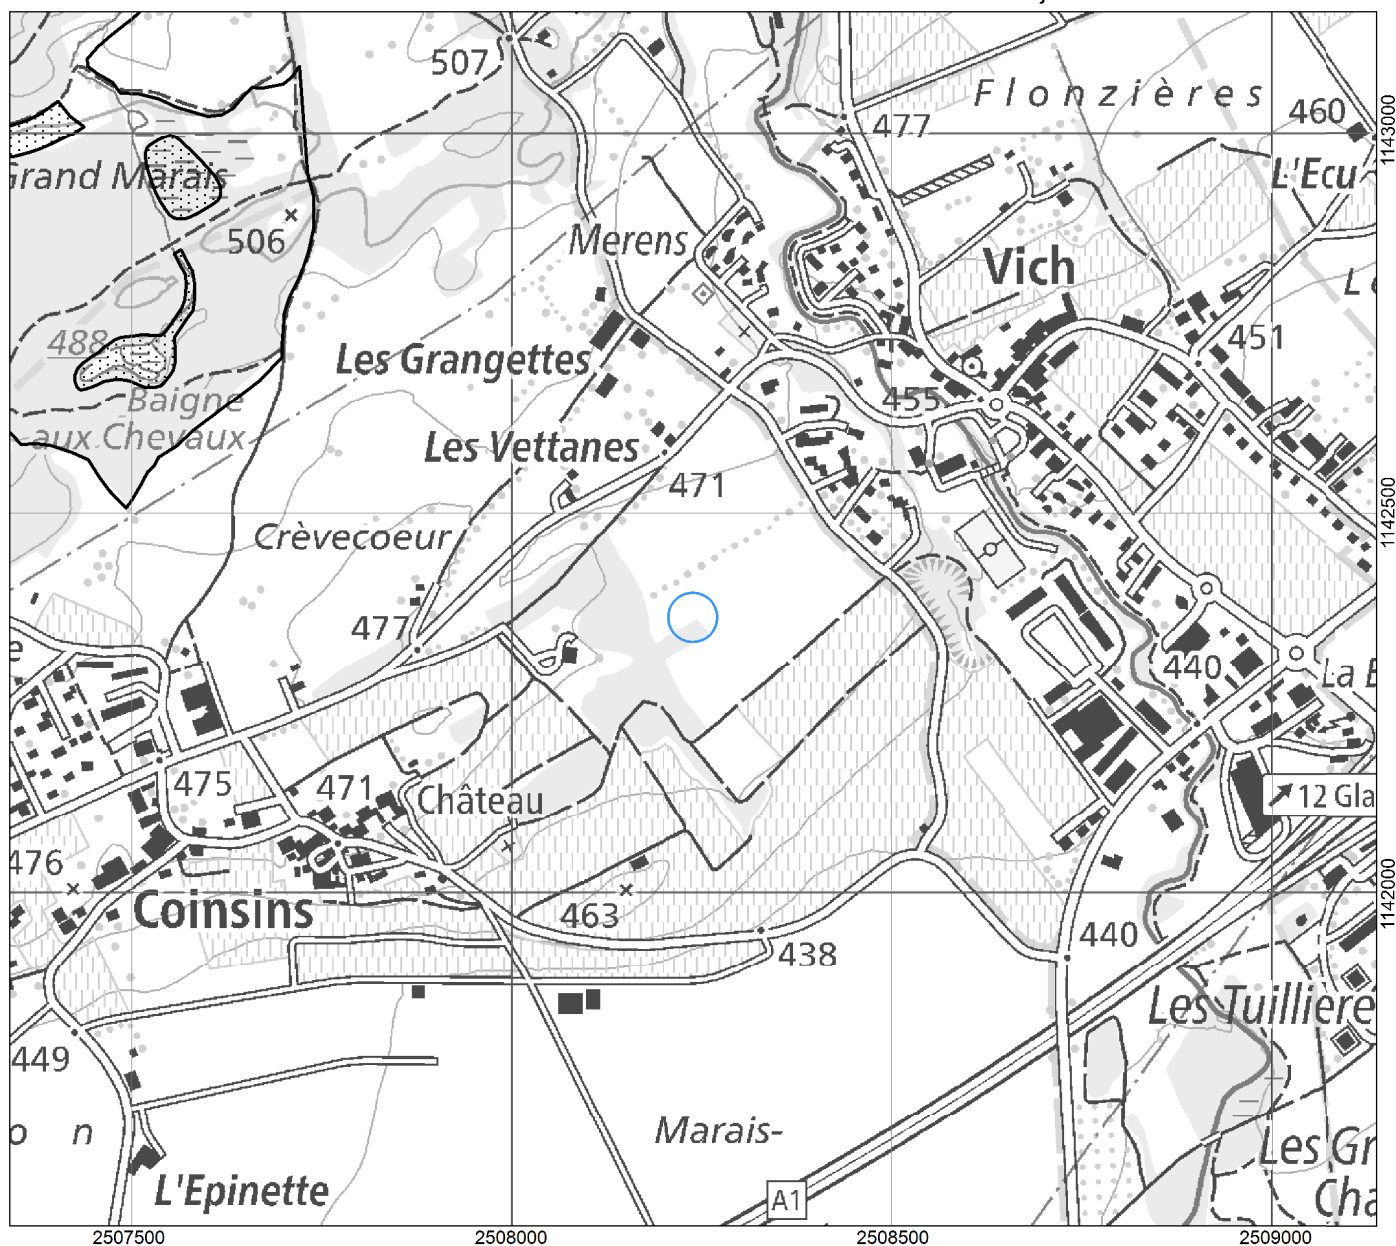 507
Flonzières
477
460
1143000
Grand Marais
L'Ecu
506
Merens
Vich
488
Les Grangettes
451
Baigne
aux Chevaux
455
Les Vettanes
471
1142500
Crèvecoeur
477
440
475
471
Château
12 Gla
476
Coinsins
463
1142000
438
440
Les Tuillière
449
Marais-
o n
Les Gr
L'Epinette
Cha
A1
2507500
2508000
2508500
2509000